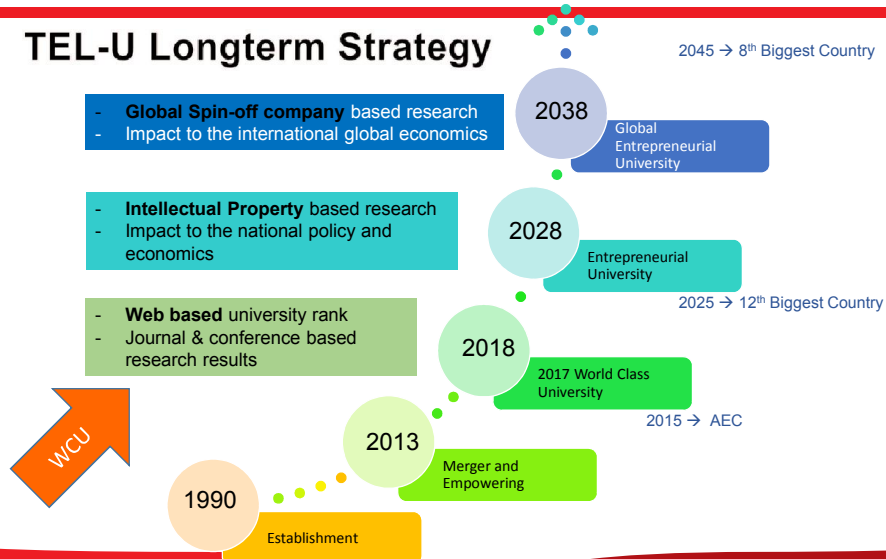 TEL-U Longterm Strategy
2045 → 8th Biggest Country
- Global Spin-off company based research
- Impact to the international global economics
2038
Global
Entrepreneurial
University
- Intellectual Property based research
- Impact to the national policy and
economics
2028
Entrepreneurial
University
2025 → 12th Biggest Country
- Web based university rank
- Journal & conference based
research results
2018
2017 World Class
University
2015 → AEC
WCU
2013
Merger and
Empowering
1990
Establishment